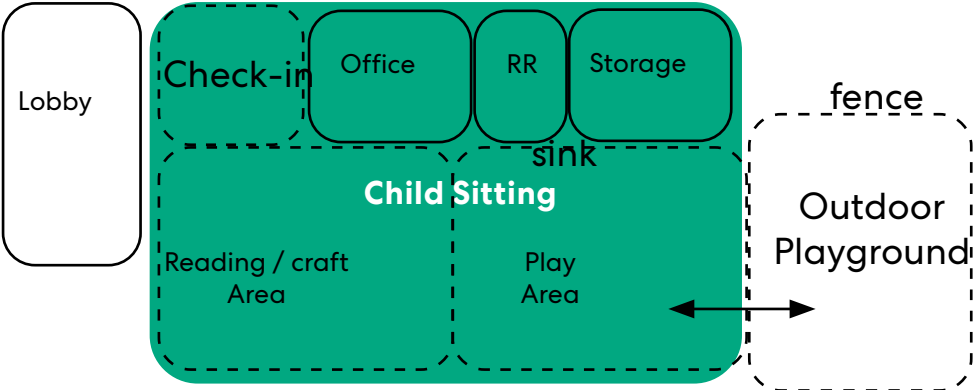 Lobby
Check-in
Office
RR
Storage
fence
sink
Child Sitting
Outdoor
Playground
Reading / craft
Area
Play
Area